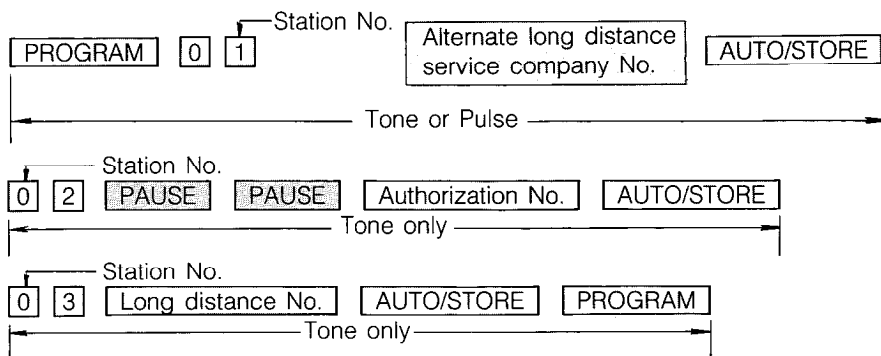 Station No.
PROGRAM 0 1 Alternate long distance service company No. AUTO/STORE
Tone or Pulse
Station No.
0 2 PAUSE PAUSE Authorization No. AUTO/STORE
Tone only
Station No.
0 3 Long distance No. AUTO/STORE PROGRAM
Tone only